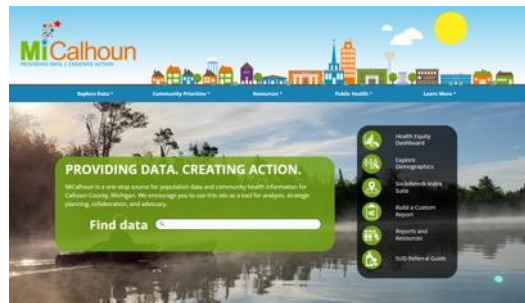 MiCalhoun
PROVIDING DATA | CREATING ACTION
Explore Data
Community Priorities
Resources
Public Health
Learn More
PROVIDING DATA. CREATING ACTION.
MiCalhoun is a one stop source for population data and community health information for
Calhoun County, Michigan. We encourage you to use this site as a tool for analysis, strategic
planning, collaboration, and advocacy.
Find data
Health Equity
Dashboard
Explore
Demographics
SocioNeeds Index
Suite
Build a Custom
Report
Reports and
Resources
SUD Referral Guide